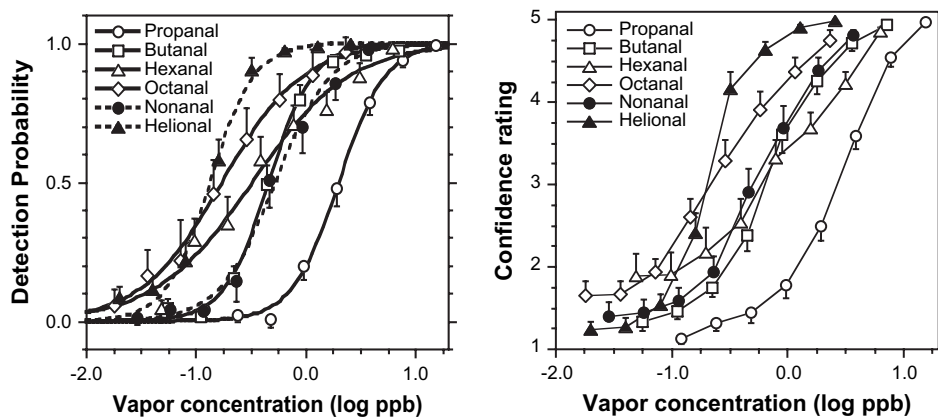 Propanal
Butanal
Hexanal
Octanal
Nonanal
Helional
1.0
0.5
0.0
Detection Probability
-2.0
-1.0
0.0
1.0
Vapor concentration (log ppb)
Propanal
Butanal
Hexanal
Octanal
Nonanal
Helional
5
4
3
2
1
Confidence rating
-2.0
-1.0
0.0
1.0
Vapor concentration (log ppb)